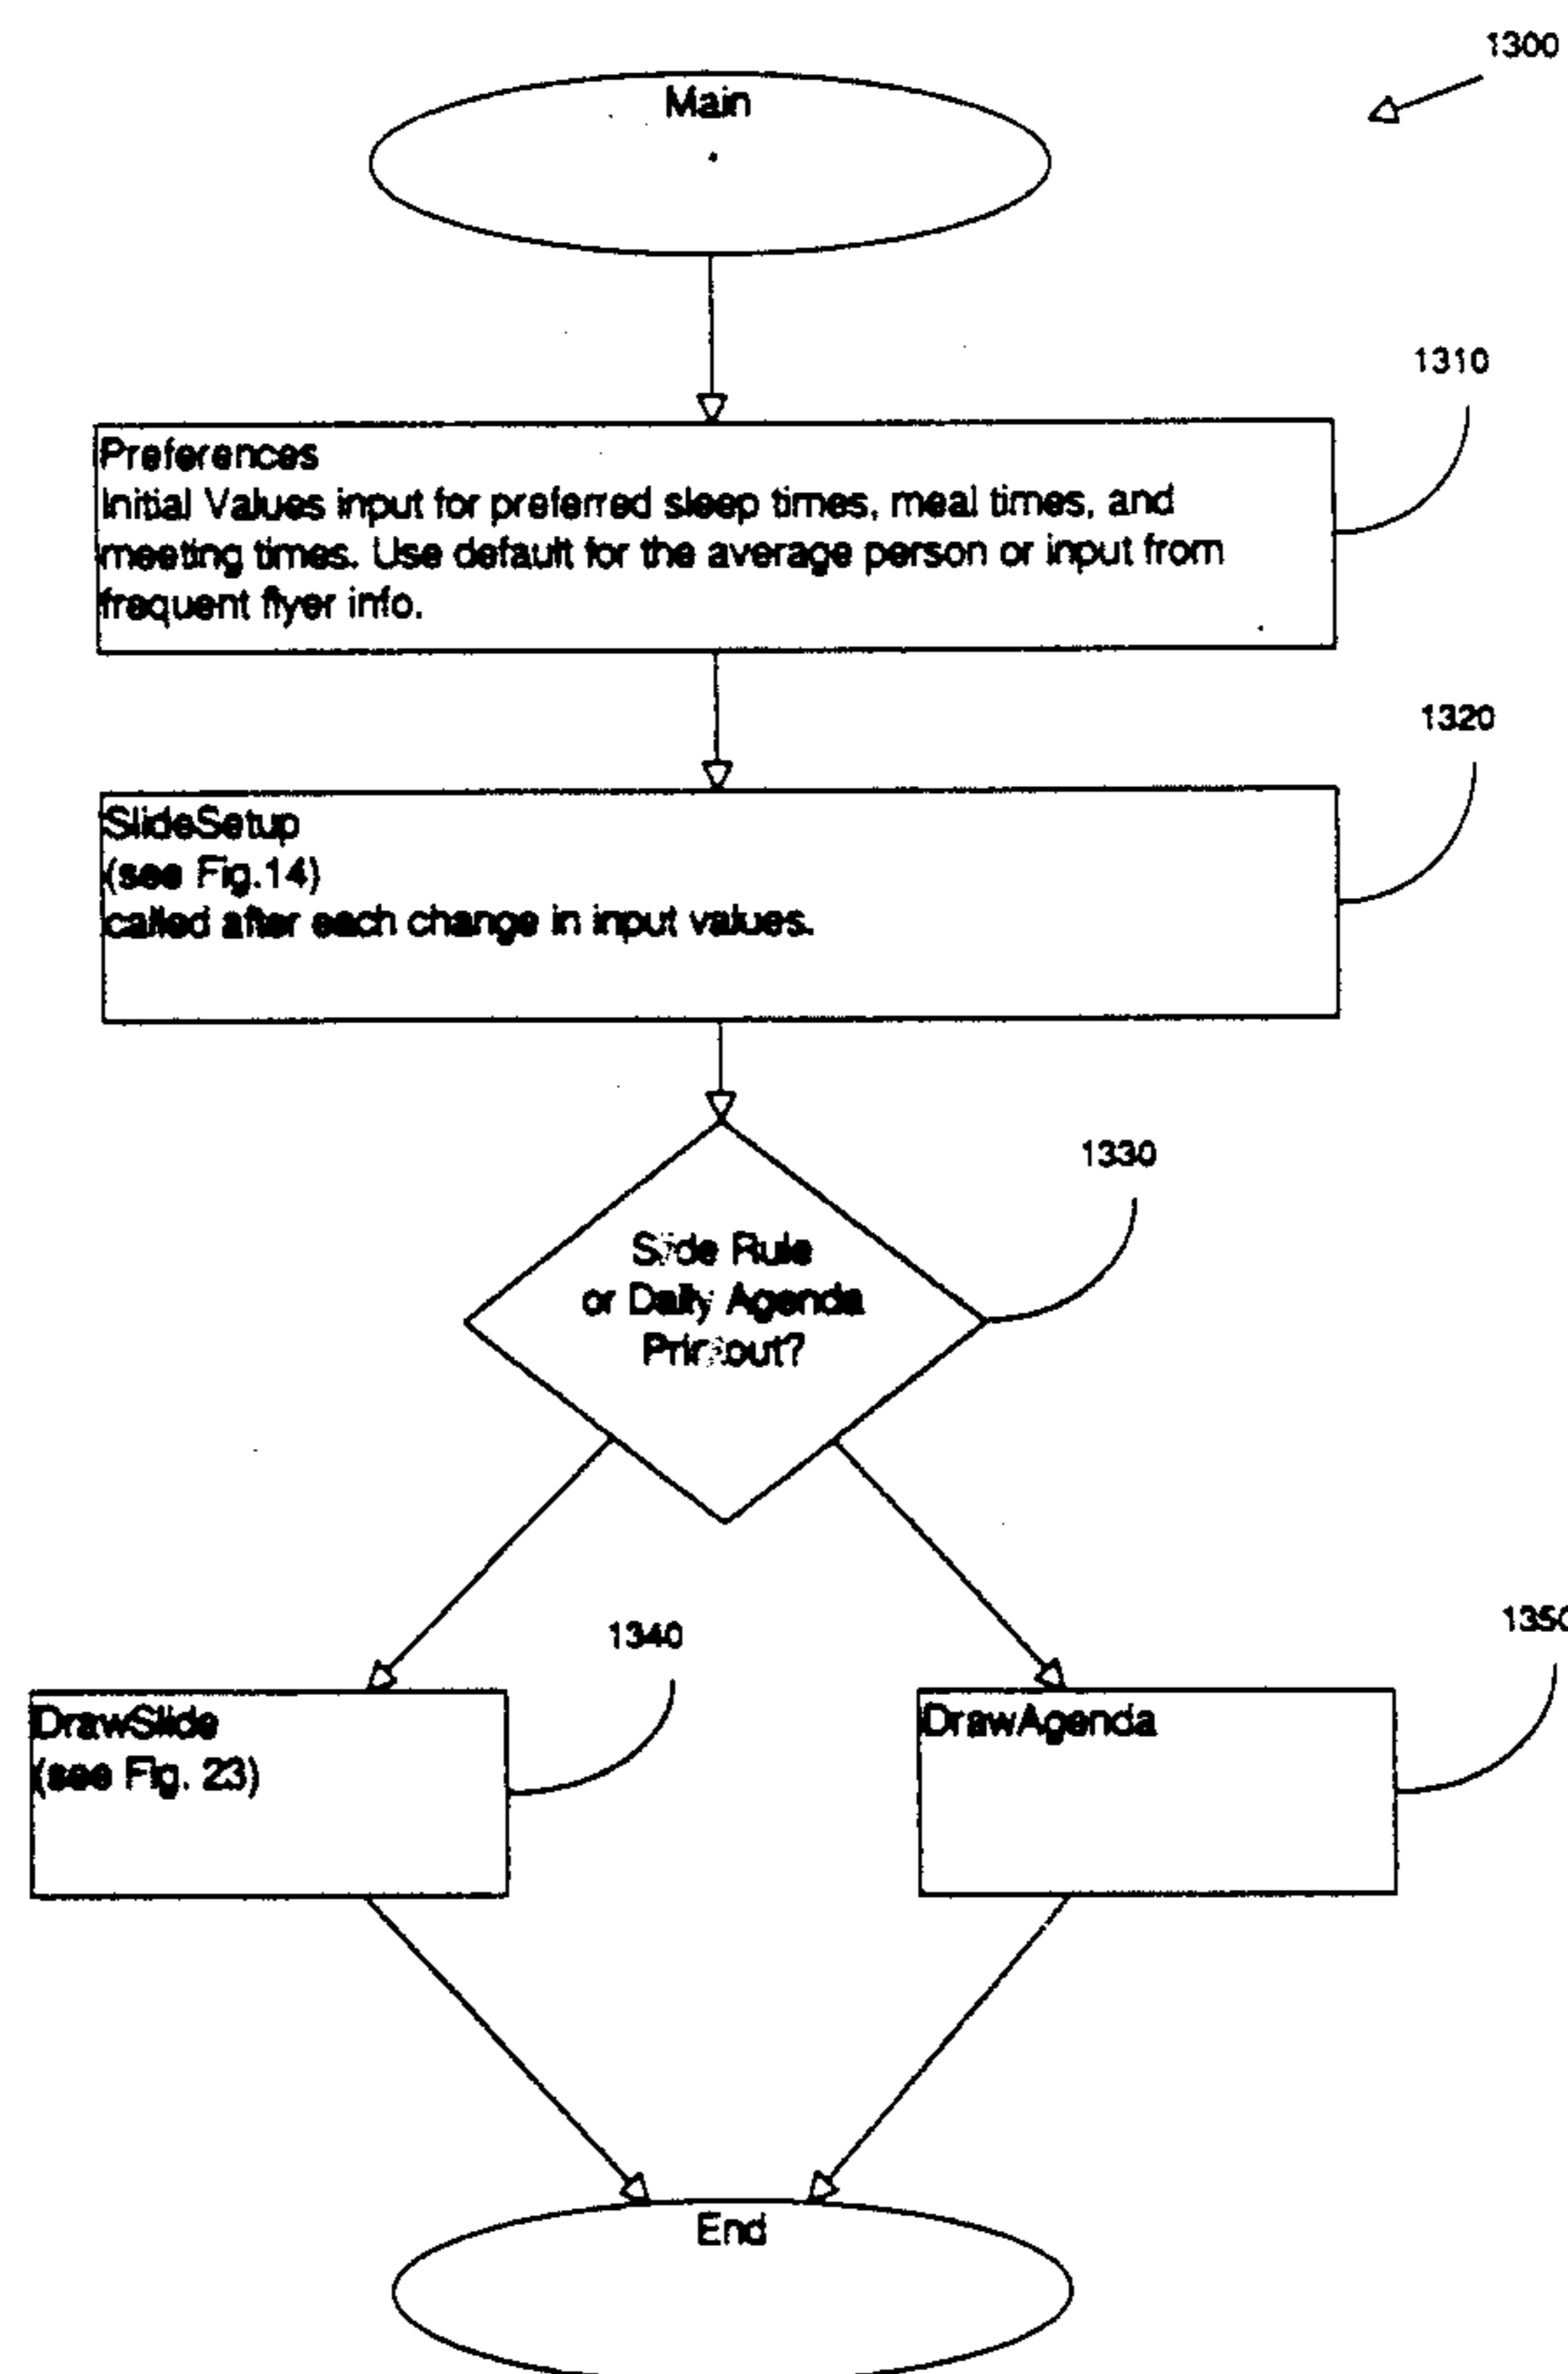 1300
Main
1310
Preferences
Initial Values input for preferred sleep times, meal times, and
meeting times. Use default for the average person or input from
frequent flyer info.
1320
SlideSetup
(see Fig.14)
called after each change in input values.
1330
Slide Rule
or Daily Agenda
Printout?
1340
1350
DrawSlide
(see Fig. 23)
DrawAgenda
End